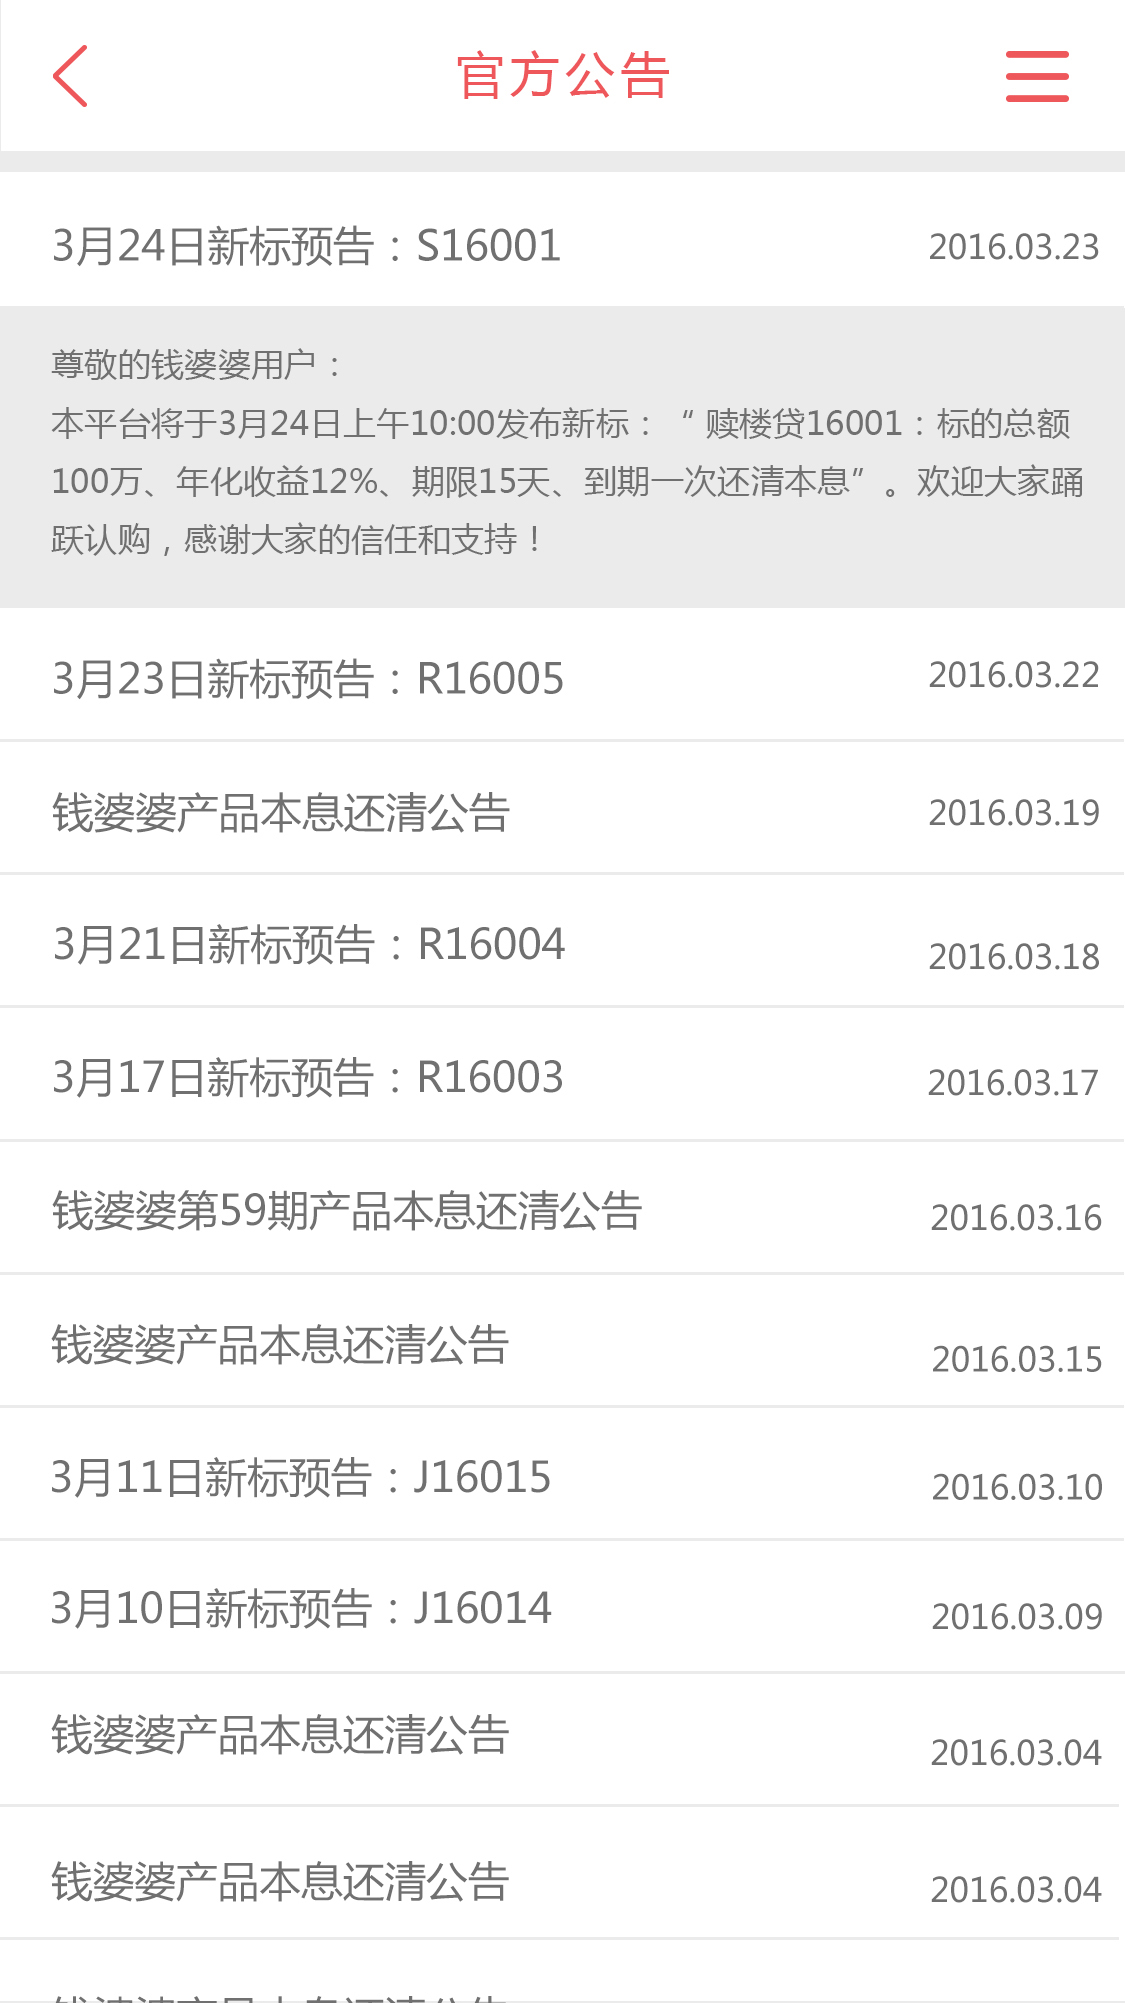 官方公告
3月24日新标预告：S16001 2016.03.23
尊敬的钱婆婆用户：
本平台将于3月24日上午10:00发布新标：“赎楼贷16001：标的总额
100万、年化收益12%、期限15天、到期一次还清本息”。欢迎大家踊
跃认购，感谢大家的信任和支持！
3月23日新标预告：R16005 2016.03.22
钱婆婆产品本息还清公告 2016.03.19
3月21日新标预告：R16004 2016.03.18
3月17日新标预告：R16003 2016.03.17
钱婆婆第59期产品本息还清公告 2016.03.16
钱婆婆产品本息还清公告 2016.03.15
3月11日新标预告：J16015 2016.03.10
3月10日新标预告：J16014 2016.03.09
钱婆婆产品本息还清公告 2016.03.04
钱婆婆产品本息还清公告 2016.03.04